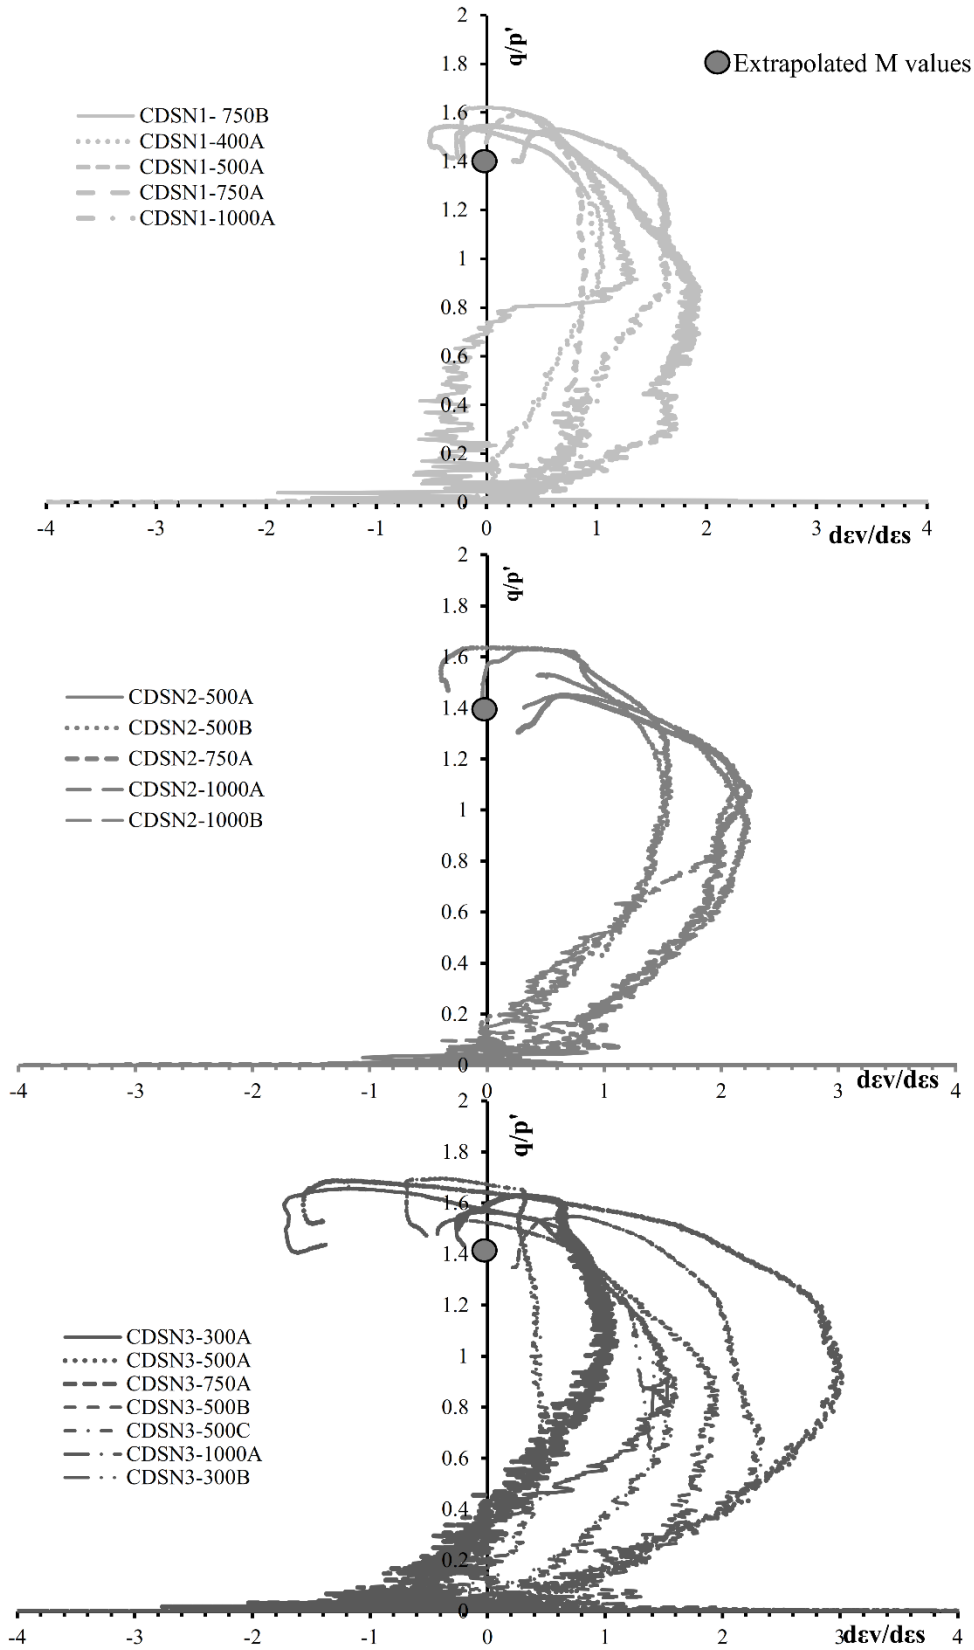 2
q/p'
1.8
Extrapolated M values
1.6
CDSN1- 750B
CDSN1-400A
1.4
CDSN1-500A
CDSN1-750A
1.2
CDSN1-1000A
1
0.8
0.6
0.4
0.2
0
-4 -3 -2 -1 0 1 2 3 4
dεv/dεs
2
q/p'
1.8
1.6
CDSN2-500A
1.4
CDSN2-500B
CDSN2-750A
1.2
CDSN2-1000A
1
CDSN2-1000B
0.8
0.6
0.4
0.2
0
-4 -3 -2 -1 0 1 2 3 4
dεv/dεs
2
q/p'
1.8
1.6
1.4
1.2
CDSN3-300A
CDSN3-500A
1
CDSN3-750A
CDSN3-500B
0.8
CDSN3-500C
CDSN3-1000A
0.6
CDSN3-300B
0.4
0.2
0
-4 -3 -2 -1 0 1 2 3 4
dεv/dεs